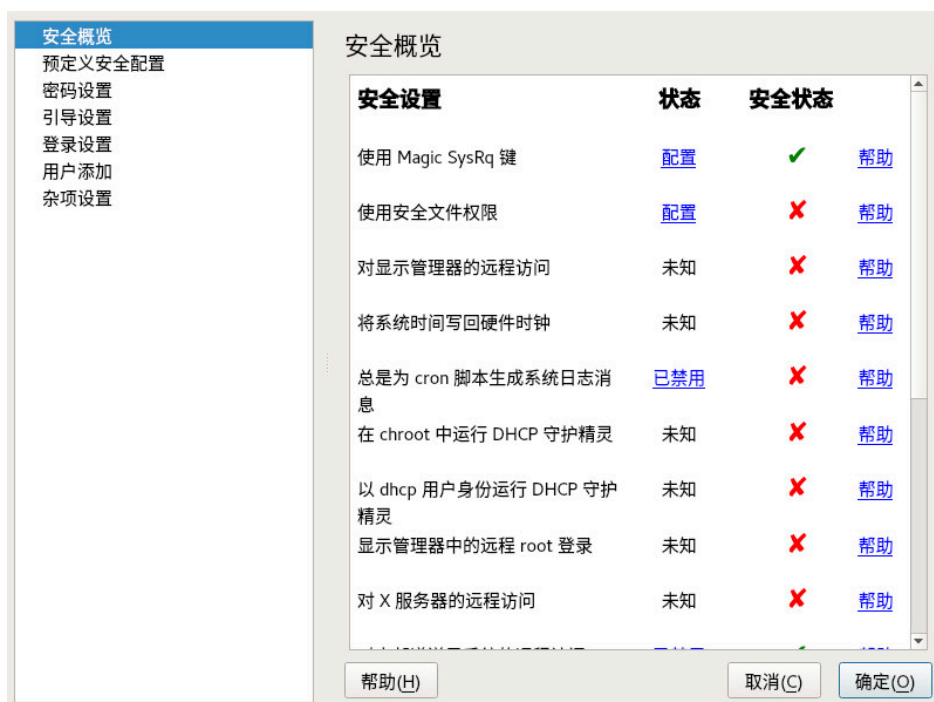 安全概览
预定义安全配置
密码设置
引导设置
登录设置
用户添加
杂项设置
安全概览
安全设置 状态 安全状态
使用 Magic SysRq 键 配置 ✔ 帮助
使用安全文件权限 配置 ✘ 帮助
对显示管理器的远程访问 未知 ✘ 帮助
将系统时间写回硬件时钟 未知 ✘ 帮助
总是为 cron 脚本生成系统日志消 已禁用 ✘ 帮助
息
在 chroot 中运行 DHCP 守护精灵 未知 ✘ 帮助
以 dhcp 用户身份运行 DHCP 守护 未知 ✘ 帮助
精灵
显示管理器中的远程 root 登录 未知 ✘ 帮助
对 X 服务器的远程访问 未知 ✘ 帮助
帮助(H) 取消(C) 确定(O)